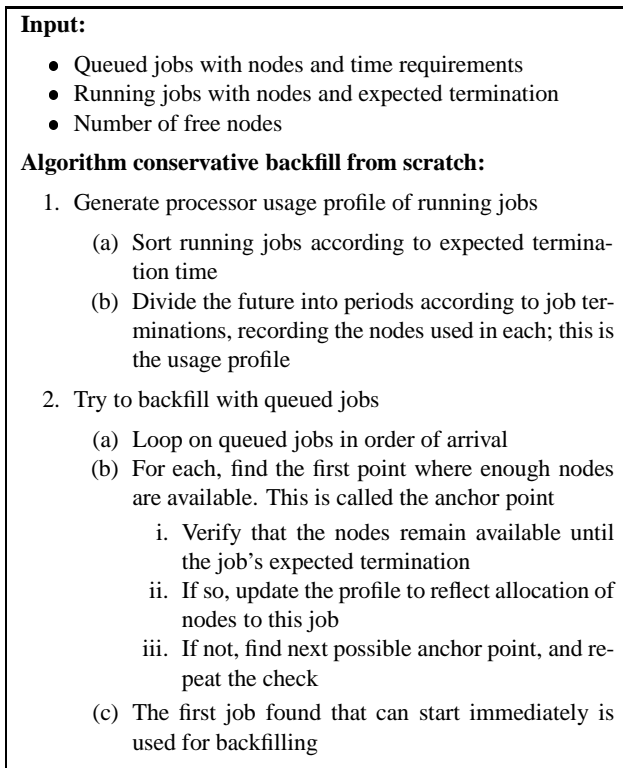 Input:
• Queued jobs with nodes and time requirements
• Running jobs with nodes and expected termination
• Number of free nodes
Algorithm conservative backfill from scratch:
1. Generate processor usage profile of running jobs
(a) Sort running jobs according to expected termina-
tion time
(b) Divide the future into periods according to job ter-
minations, recording the nodes used in each; this is
the usage profile
2. Try to backfill with queued jobs
(a) Loop on queued jobs in order of arrival
(b) For each, find the first point where enough nodes
are available. This is called the anchor point
i. Verify that the nodes remain available until
the job's expected termination
ii. If so, update the profile to reflect allocation of
nodes to this job
iii. If not, find next possible anchor point, and re-
peat the check
(c) The first job found that can start immediately is
used for backfilling